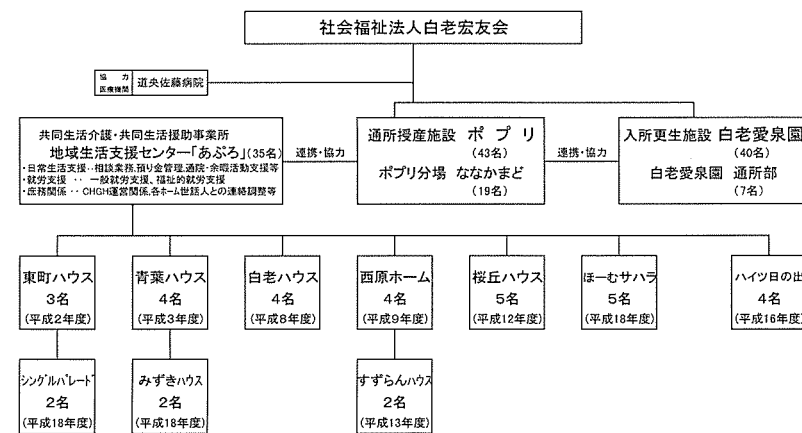 社会福祉法人白老宏友会
協力
医療機関
道央佐藤病院
共同生活介護・共同生活援助事業所
地域生活支援センター「あぷろ」(35名)
・日常生活支援‥相談業務、預り金管理、通院・余暇活動支援等
・就労支援 ‥ 一般就労支援、福祉的就労支援
・庶務関係 ‥ CHGH運営関係、各ホーム世話人との連絡調整等
連携・協力
通所授産施設 ポプリ
(43名)
ポプリ分場 ななかまど
(19名)
連携・協力
入所更生施設 白老愛泉園
(40名)
白老愛泉園 通所部
(7名)
東町ハウス
3名
(平成2年度)
青葉ハウス
4名
(平成3年度)
白老ハウス
4名
(平成8年度)
西原ホーム
4名
(平成9年度)
桜丘ハウス
5名
(平成12年度)
ほーむサハラ
5名
(平成18年度)
ハイツ日の出
4名
(平成16年度)
シングルパレード
2名
(平成18年度)
みずきハウス
2名
(平成18年度)
すずらんハウス
2名
(平成13年度)